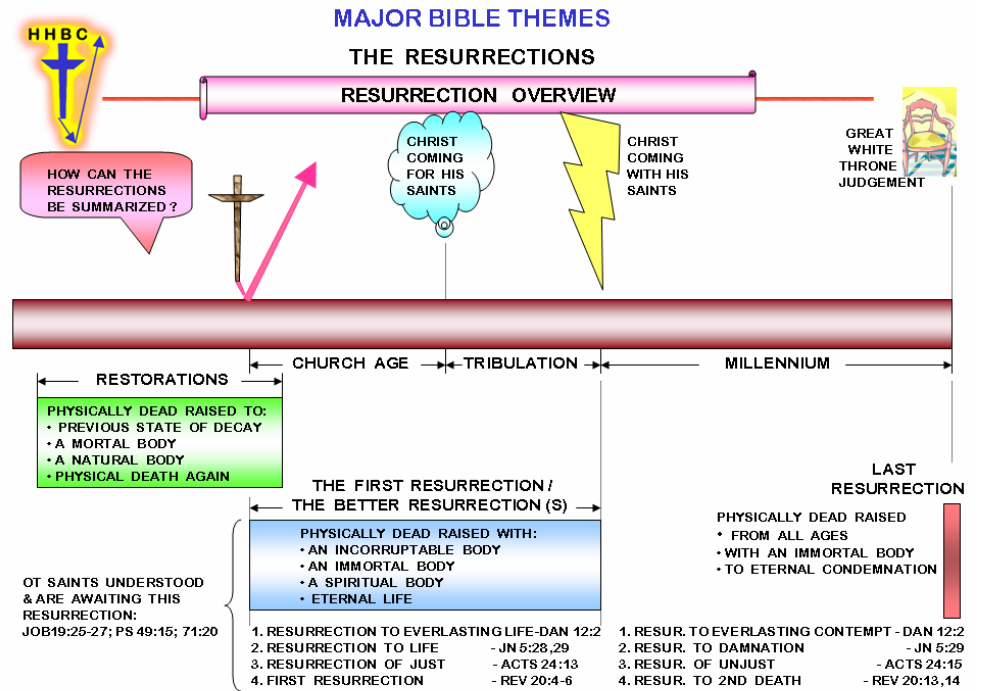 MAJOR BIBLE THEMES
HHBC
THE RESURRECTIONS
RESURRECTION OVERVIEW
HOW CAN THE
RESURRECTIONS
BE SUMMARIZED ?
CHRIST
COMING
FOR HIS
SAINTS
CHRIST
COMING
WITH HIS
SAINTS
GREAT
WHITE
THRONE
JUDGEMENT
CHURCH AGE
TRIBULATION
MILLENNIUM
RESTORATIONS
PHYSICALLY DEAD RAISED TO:
• PREVIOUS STATE OF DECAY
• A MORTAL BODY
• A NATURAL BODY
• PHYSICAL DEATH AGAIN
THE FIRST RESURRECTION /
THE BETTER RESURRECTION (S)
PHYSICALLY DEAD RAISED WITH:
• AN INCORRUPTABLE BODY
• AN IMMORTAL BODY
• A SPIRITUAL BODY
• ETERNAL LIFE
LAST
RESURRECTION
PHYSICALLY DEAD RAISED
• FROM ALL AGES
• WITH AN IMMORTAL BODY
• TO ETERNAL CONDEMNATION
OT SAINTS UNDERSTOOD
& ARE AWAITING THIS
RESURRECTION:
JOB19:25-27; PS 49:15; 71:20
1. RESURRECTION TO EVERLASTING LIFE-DAN 12:2
2. RESURRECTION TO LIFE - JN 5:28,29
3. RESURRECTION OF JUST - ACTS 24:13
4. FIRST RESURRECTION - REV 20:4-6
1. RESUR. TO EVERLASTING CONTEMPT - DAN 12:2
2. RESUR. TO DAMNATION - JN 5:29
3. RESUR. OF UNJUST - ACTS 24:15
4. RESUR. TO 2ND DEATH - REV 20:13,14